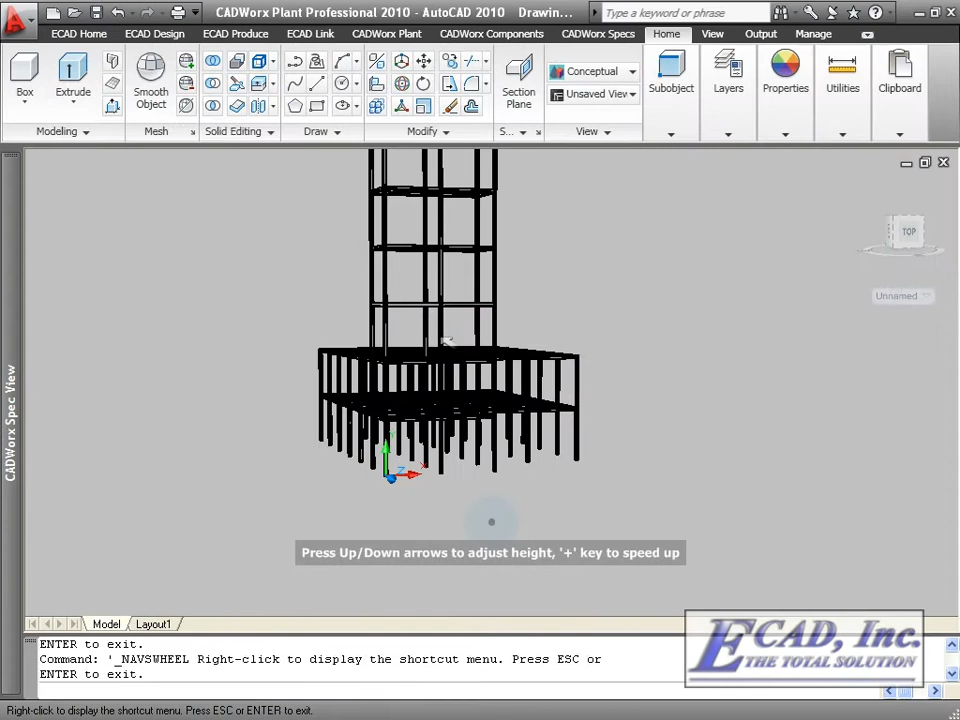 CADWorx Plant Professional 2010 - AutoCAD 2010   Drawin...
Type a keyword or phrase
ECAD Home
ECAD Design
ECAD Produce
ECAD Link
CADWorx Plant
CADWorx Components
CADWorx Specs
Home
View
Output
Manage
Box
Extrude
Smooth
Object
Section
Plane
Conceptual
Unsaved View
Subobject
Layers
Properties
Utilities
Clipboard
Modeling
Mesh
Solid Editing
Draw
Modify
S...
View
TOP
Unnamed
CADWorx Spec View
Z
X
Press Up/Down arrows to adjust height, '+' key to speed up
Model
Layout1
ENTER to exit.
Command: '_NAVSWHEEL Right-click to display the shortcut menu. Press ESC or
ENTER to exit.
ECAD, Inc.
THE TOTAL SOLUTION
Right-click to display the shortcut menu. Press ESC or ENTER to exit.